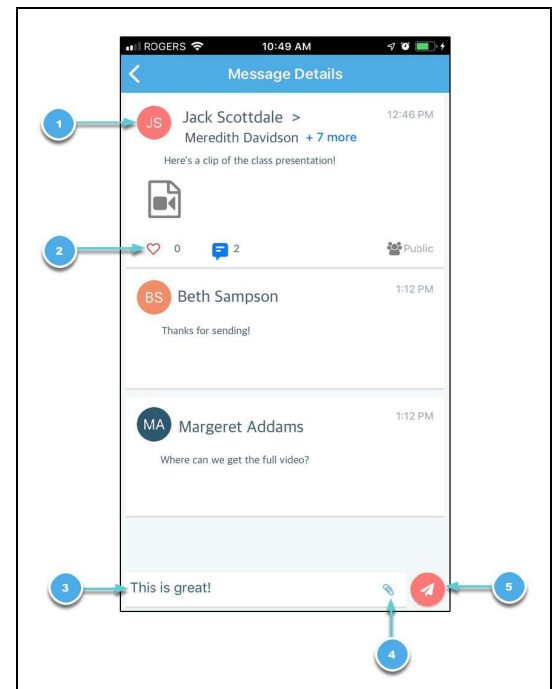 ROGERS 10:49 AM
Message Details
JS Jack Scottdale > 12:46 PM
Meredith Davidson + 7 more
Here's a clip of the class presentation!
1
2
0 2 Public
BS Beth Sampson 1:12 PM
Thanks for sending!
MA Margeret Addams 1:12 PM
Where can we get the full video?
3 This is great! 5
4